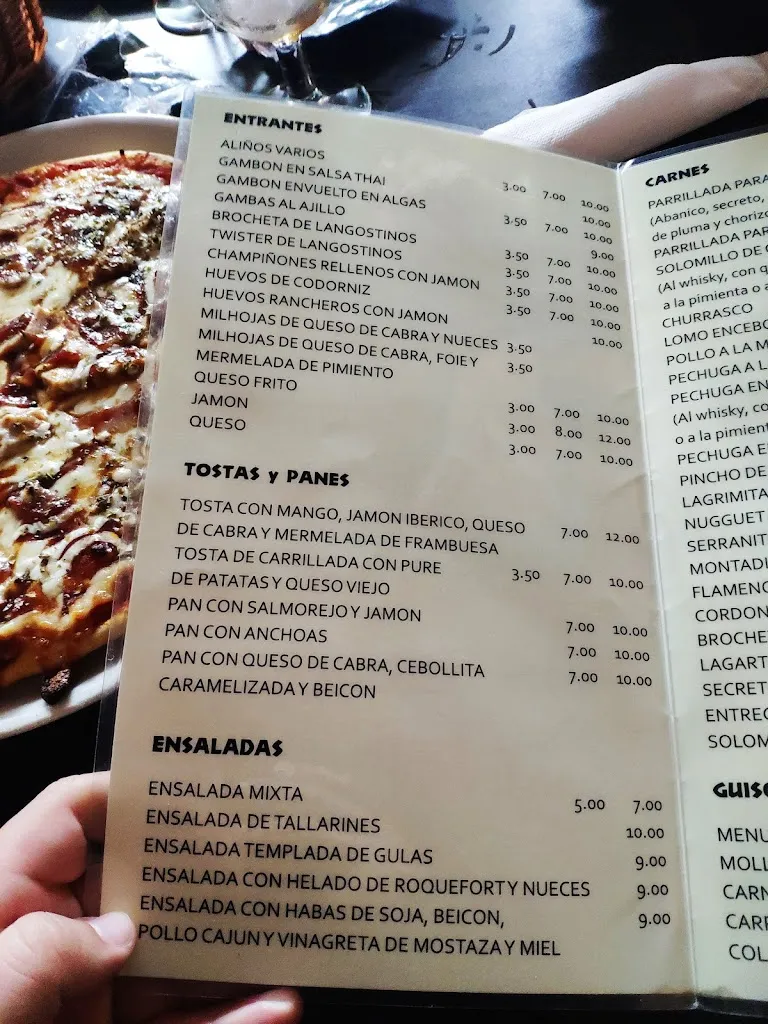 ENTRANTES
ALIÑOS VARIOS 3.00 7.00 10.00
GAMBON EN SALSA THAI 10.00
GAMBON ENVUELTO EN ALGAS 3.50 7.00 10.00
GAMBAS AL AJILLO 9.00
BROCHETA DE LANGOSTINOS 3.50 7.00 10.00
TWISTER DE LANGOSTINOS 3.50 7.00 10.00
CHAMPIÑONES RELLENOS CON JAMON 3.50 7.00 10.00
HUEVOS DE CODORNIZ 3.50 7.00 10.00
HUEVOS RANCHEROS CON JAMON 10.00
MILHOJAS DE QUESO DE CABRA Y NUECES 3.50
MILHOJAS DE QUESO DE CABRA, FOIE Y 3.50
MERMELADA DE PIMIENTO
QUESO FRITO 3.00 7.00 10.00
JAMON 3.00 8.00 12.00
QUESO 3.00 7.00 10.00
TOSTAS y PANES
TOSTA CON MANGO, JAMON IBERICO, QUESO 7.00 12.00
DE CABRA Y MERMELADA DE FRAMBUESA
TOSTA DE CARRILLADA CON PURE 3.50 7.00 10.00
DE PATATAS Y QUESO VIEJO
PAN CON SALMOREJO Y JAMON 7.00 10.00
PAN CON ANCHOAS 7.00 10.00
PAN CON QUESO DE CABRA, CEBOLLITA 7.00 10.00
CARAMELIZADA Y BEICON
ENSALADAS
ENSALADA MIXTA 5.00 7.00
ENSALADA DE TALLARINES 10.00
ENSALADA TEMPLADA DE GULAS 9.00
ENSALADA CON HELADO DE ROQUEFORT Y NUECES 9.00
ENSALADA CON HABAS DE SOJA, BEICON, 9.00
POLLO CAJUN Y VINAGRETA DE MOSTAZA Y MIEL
CARNES
PARRILLADA PARA
(Abanico, secreto,
de pluma y chorizo
PARRILLADA PAR
SOLOMILLO DE
(Al whisky, con q
a la pimienta o a
CHURRASCO
LOMO ENCEBO
POLLO A LA M
PECHUGA A L
PECHUGA EN
(Al whisky, co
o a la pimient
PECHUGA E
PINCHO DE
LAGRIMITA
NUGGUET
SERRANIT
MONTADI
FLAMENC
CORDON
BROCHE
LAGART
SECRET
ENTREC
SOLOM
GUISO
MENU
MOLL
CARN
CARR
COL